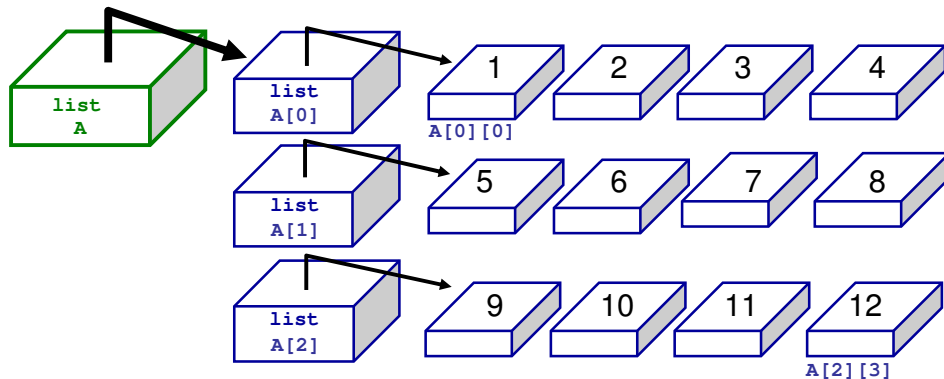 list
A
list
A[0]
1 2 3 4
A[0][0]
list
A[1]
5 6 7 8
list
A[2]
9 10 11 12
A[2][3]